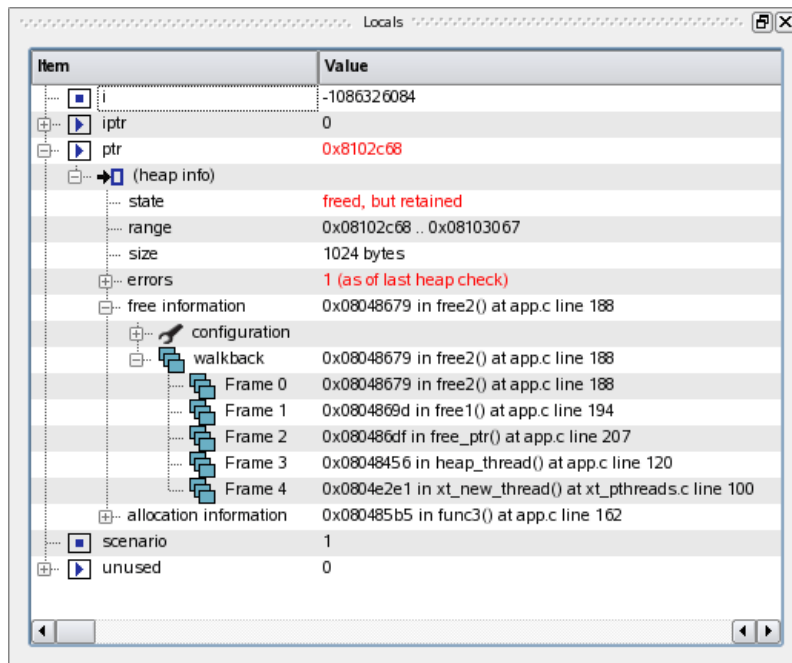 Locals
Item Value
i -1086326084
iptr 0
ptr 0x8102c68
(heap info)
state freed, but retained
range 0x08102c68 .. 0x08103067
size 1024 bytes
errors 1 (as of last heap check)
free information 0x08048679 in free2() at app.c line 188
configuration
walkback 0x08048679 in free2() at app.c line 188
Frame 0 0x08048679 in free2() at app.c line 188
Frame 1 0x0804869d in free1() at app.c line 194
Frame 2 0x080486df in free_ptr() at app.c line 207
Frame 3 0x08048456 in heap_thread() at app.c line 120
Frame 4 0x0804e2e1 in xt_new_thread() at xt_pthreads.c line 100
allocation information 0x080485b5 in func3() at app.c line 162
scenario 1
unused 0